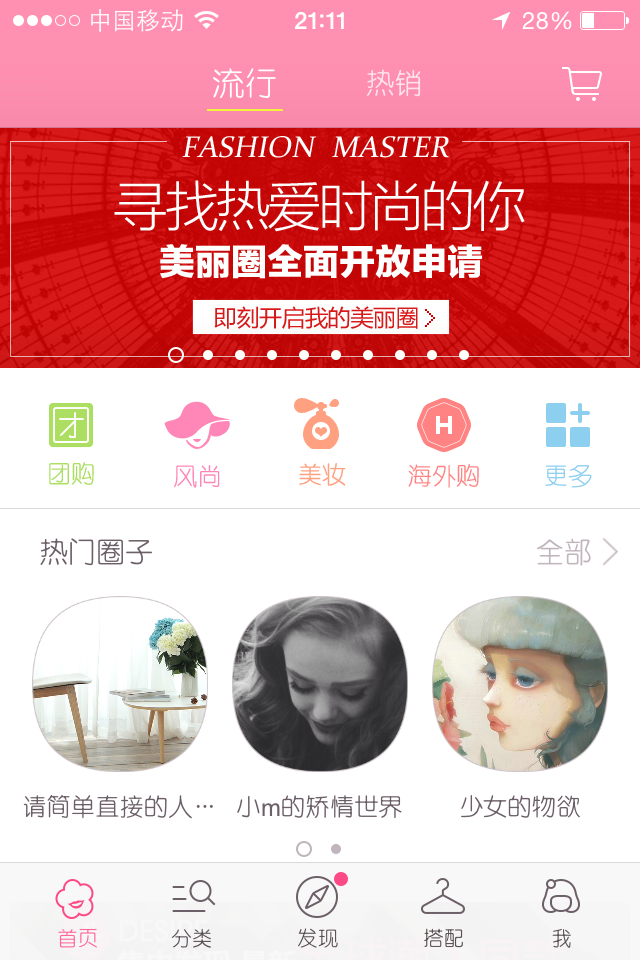 中国移动 21:11 28%
流行 热销
FASHION MASTER
寻找热爱时尚的你
美丽圈全面开放申请
即刻开启我的美丽圈
团
H
团购 风尚 美妆 海外购 更多
热门圈子 全部
请简单直接的人… 小m的矫情世界 少女的物欲
首页 分类 发现 搭配 我